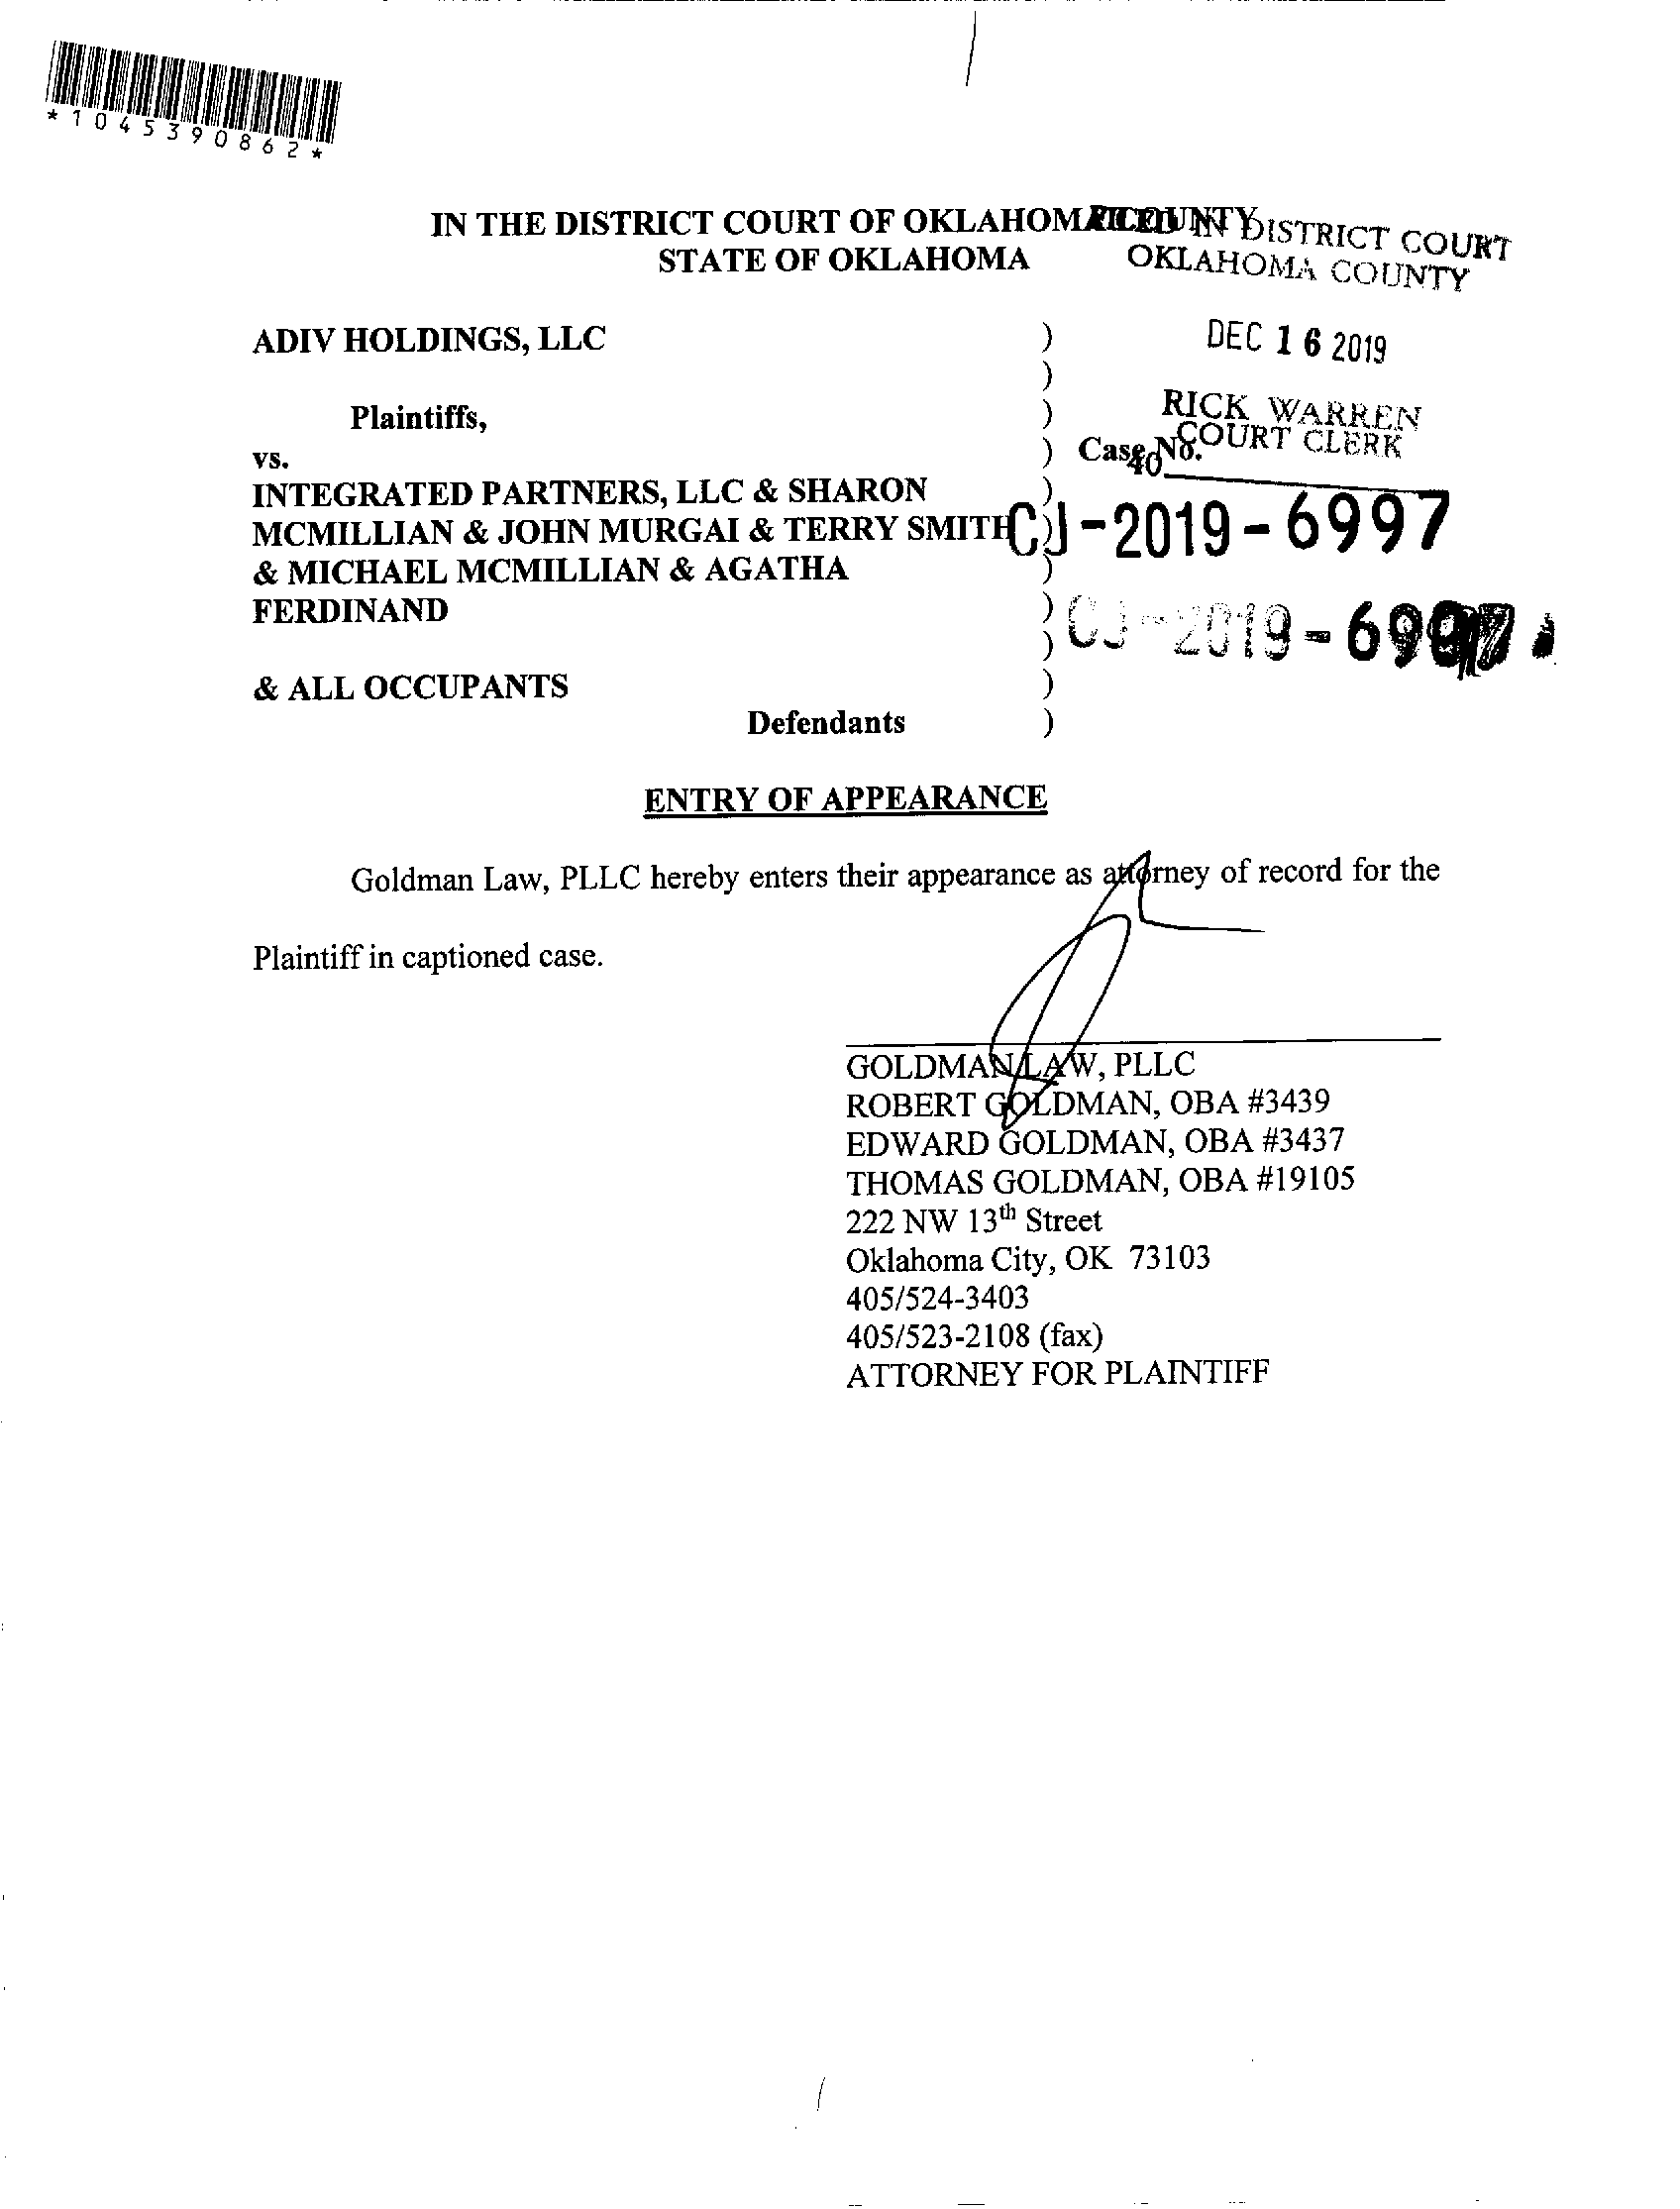 *1045390862*
IN THE DISTRICT COURT OF OKLAHOMA COUNTY
STATE OF OKLAHOMA
FILED IN DISTRICT COURT
OKLAHOMA COUNTY
DEC 16 2019
RICK WARREN
COURT CLERK
40
ADIV HOLDINGS, LLC )
)
Plaintiffs, )
vs. ) Case No.
INTEGRATED PARTNERS, LLC & SHARON )
MCMILLIAN & JOHN MURGAI & TERRY SMITH )
CJ-2019-6997
& MICHAEL MCMILLIAN & AGATHA )
FERDINAND )
CJ-2019-
)
& ALL OCCUPANTS )
Defendants )
ENTRY OF APPEARANCE
Goldman Law, PLLC hereby enters their appearance as attorney of record for the
Plaintiff in captioned case.
GOLDMAN LAW, PLLC
ROBERT GOLDMAN, OBA #3439
EDWARD GOLDMAN, OBA #3437
THOMAS GOLDMAN, OBA #19105
222 NW 13th Street
Oklahoma City, OK 73103
405/524-3403
405/523-2108 (fax)
ATTORNEY FOR PLAINTIFF